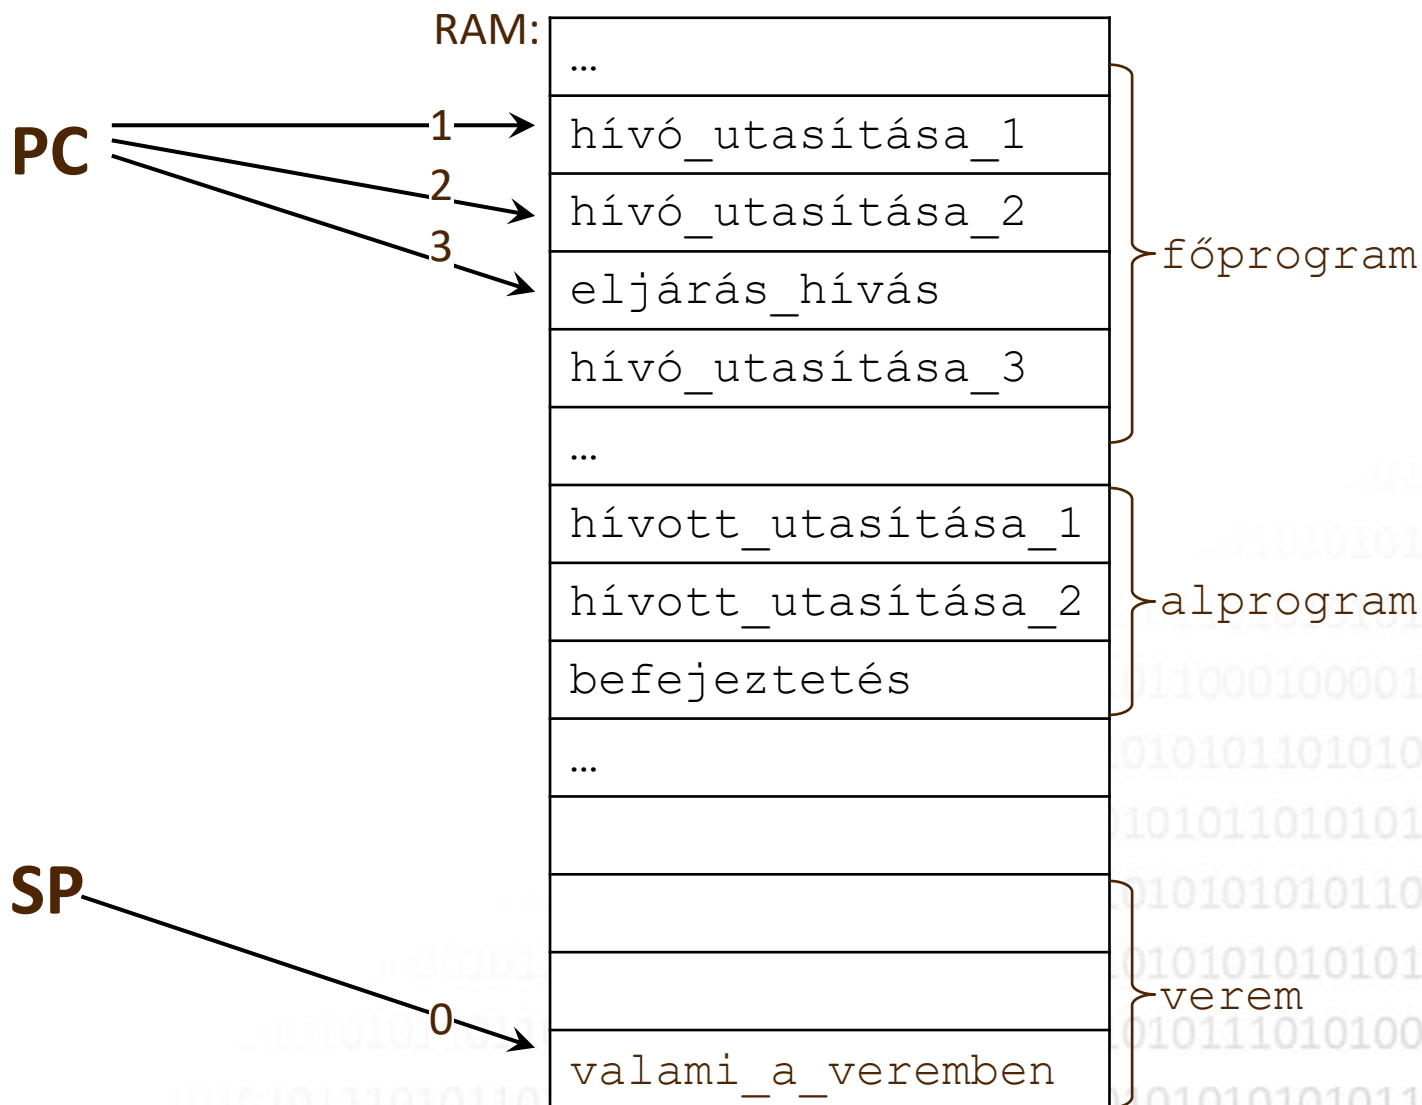 RAM:
…
PC
1
hívó_utasítása_1
2
hívó_utasítása_2
3
főprogram
eljárás_hívás
hívó_utasítása_3
…
hívott_utasítása_1
hívott_utasítása_2
alprogram
befejeztetés
…
SP
verem
0
valami_a_veremben